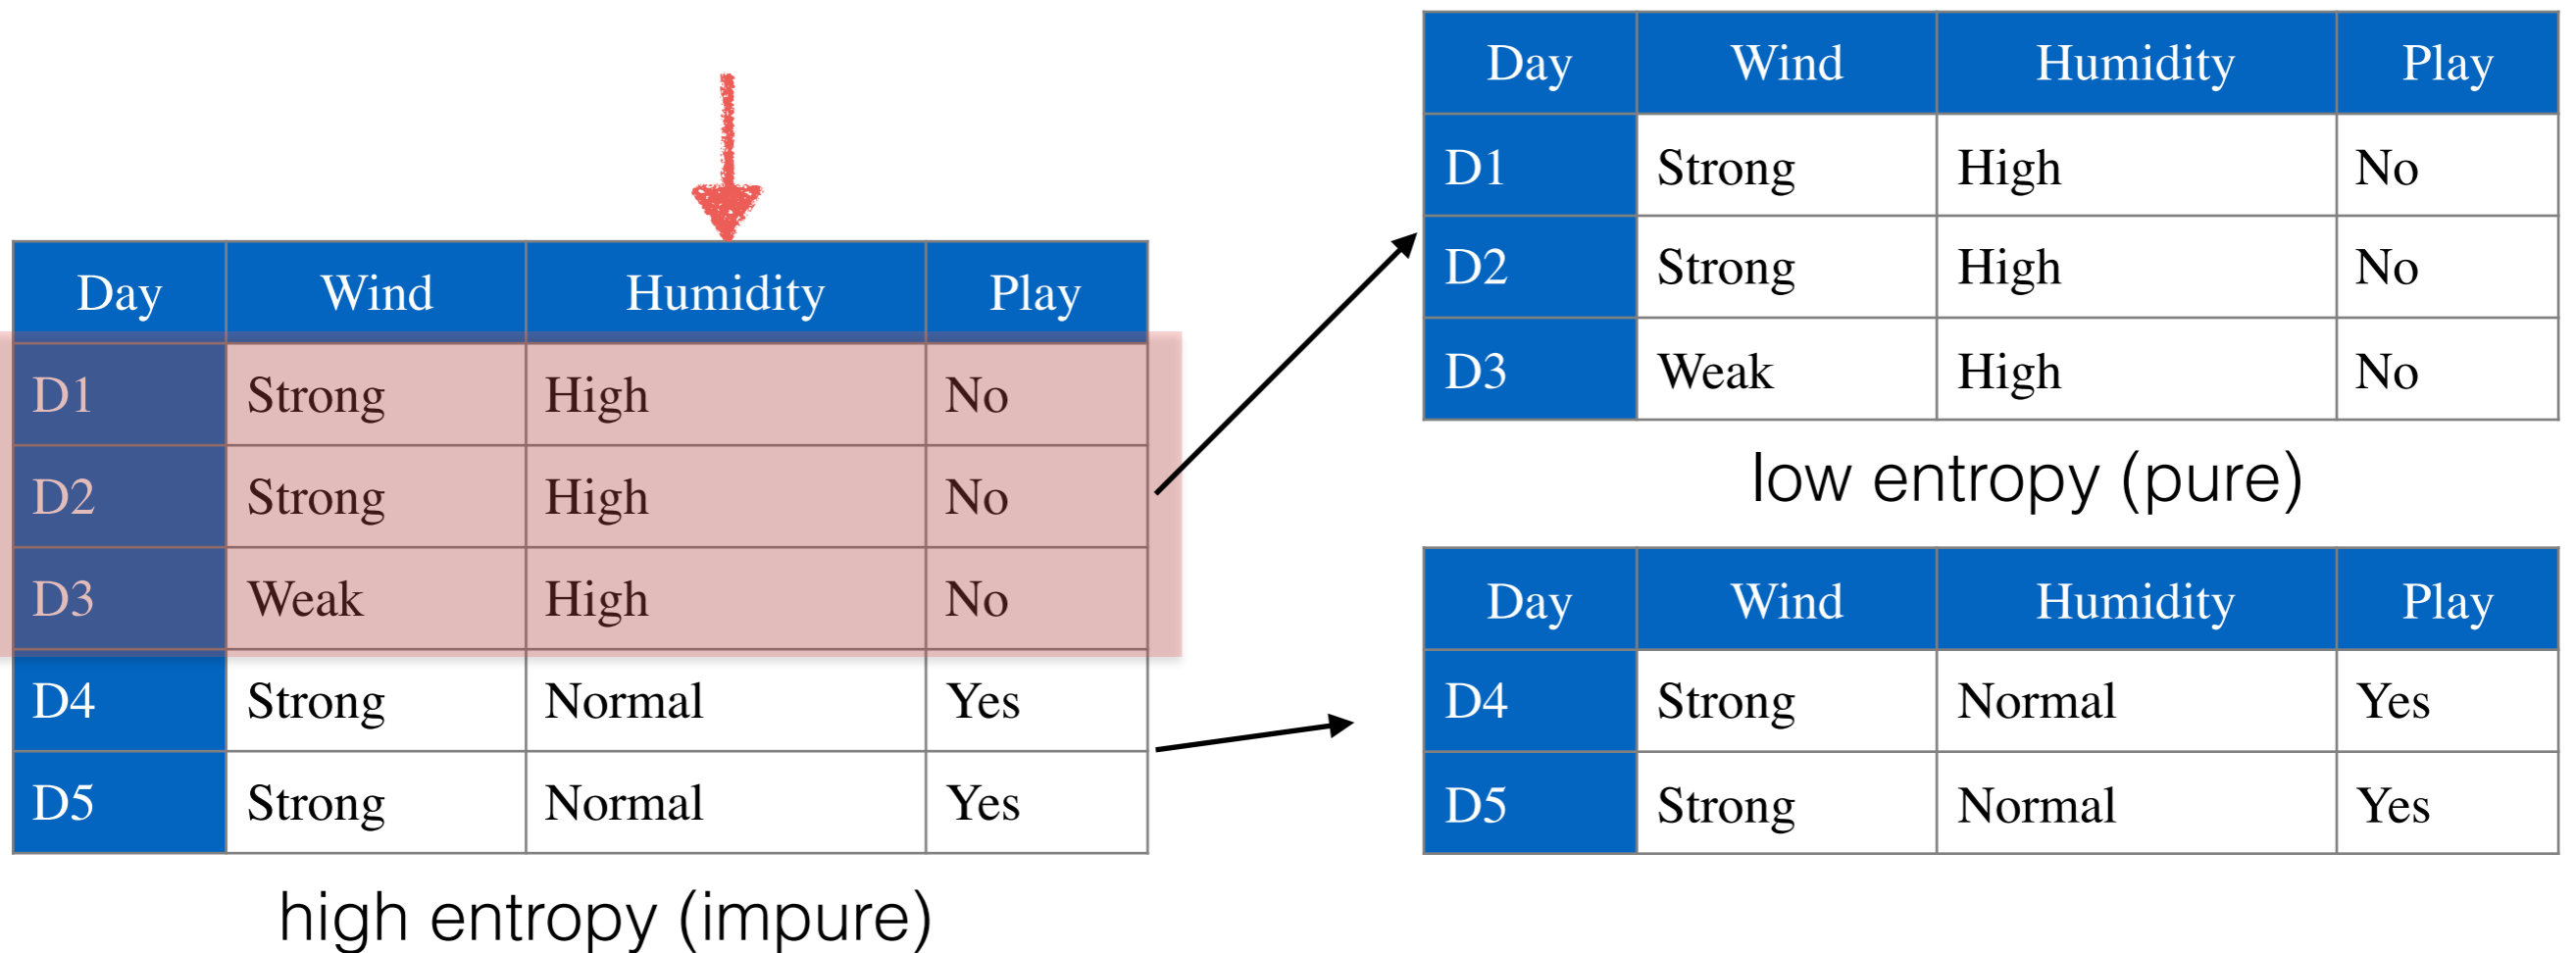 Day Wind Humidity Play
D1 Strong High No
D2 Strong High No
D3 Weak High No
D4 Strong Normal Yes
D5 Strong Normal Yes
high entropy (impure)
Day Wind Humidity Play
D1 Strong High No
D2 Strong High No
D3 Weak High No
low entropy (pure)
Day Wind Humidity Play
D4 Strong Normal Yes
D5 Strong Normal Yes